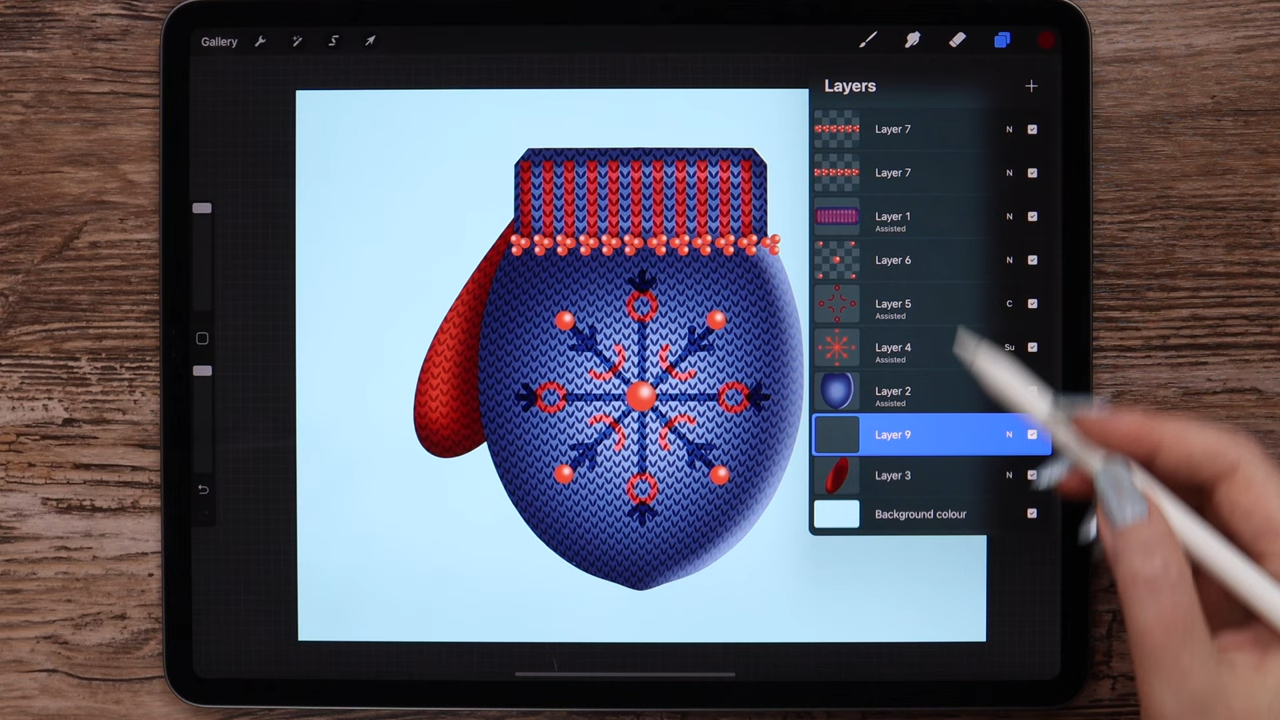 Gallery
Layers
Layer 7 N
Layer 7 N
Layer 1 N
Assisted
Layer 6 N
Layer 5 C
Assisted
Layer 4 Su
Assisted
Layer 2
Assisted
Layer 9 N
Layer 3 N
Background colour